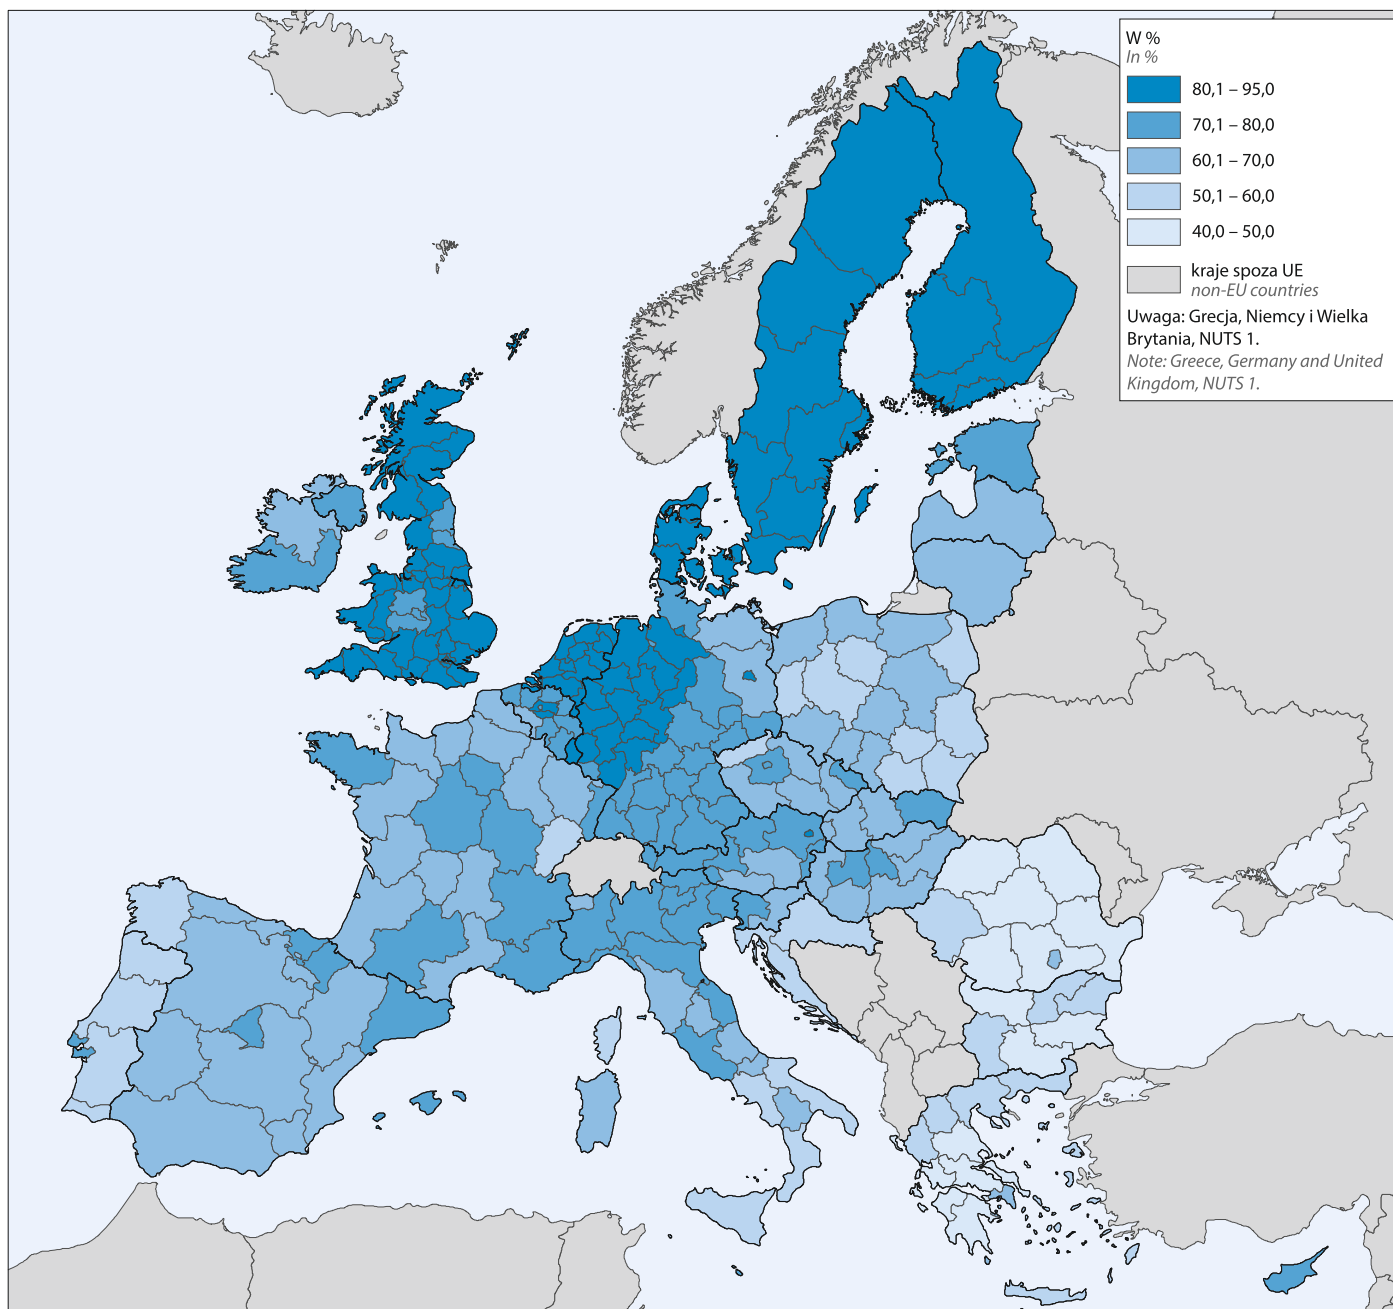 W %
In %
80,1 – 95,0
70,1 – 80,0
60,1 – 70,0
50,1 – 60,0
40,0 – 50,0
kraje spoza UE
non-EU countries
Uwaga: Grecja, Niemcy i Wielka
Brytania, NUTS 1.
Note: Greece, Germany and United
Kingdom, NUTS 1.